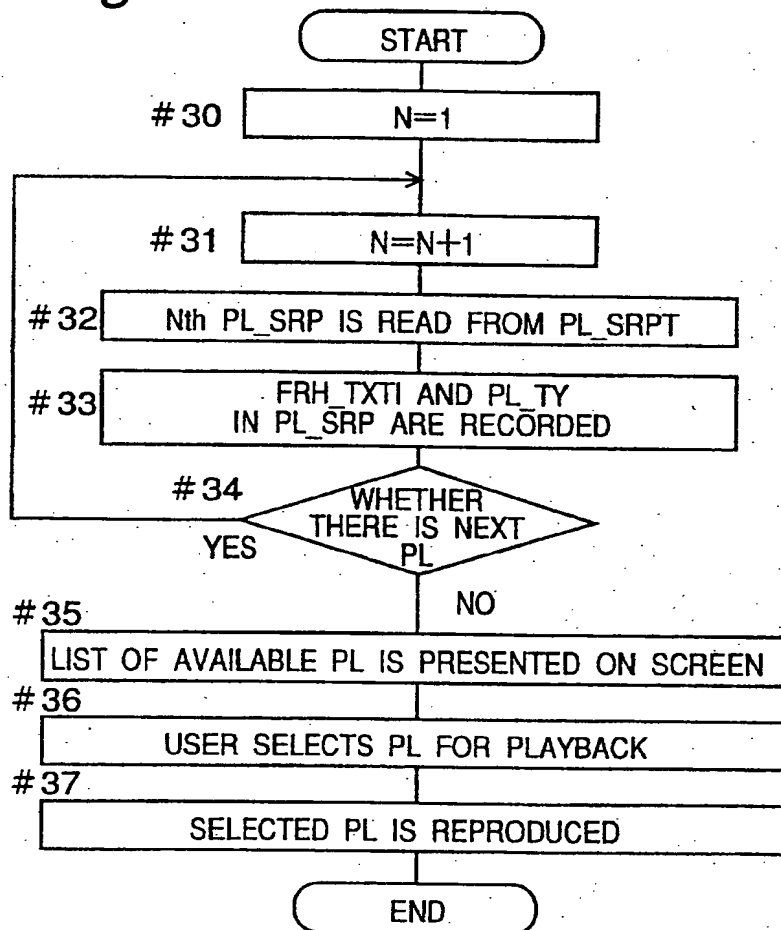 START
#30
N=1
#31
N=N+1
#32
Nth PL_SRP IS READ FROM PL_SRPT
#33
FRH_TXTI AND PL_TY
IN PL_SRP ARE RECORDED
#34
WHETHER
THERE IS NEXT
PL
YES
NO
#35
LIST OF AVAILABLE PL IS PRESENTED ON SCREEN
#36
USER SELECTS PL FOR PLAYBACK
#37
SELECTED PL IS REPRODUCED
END